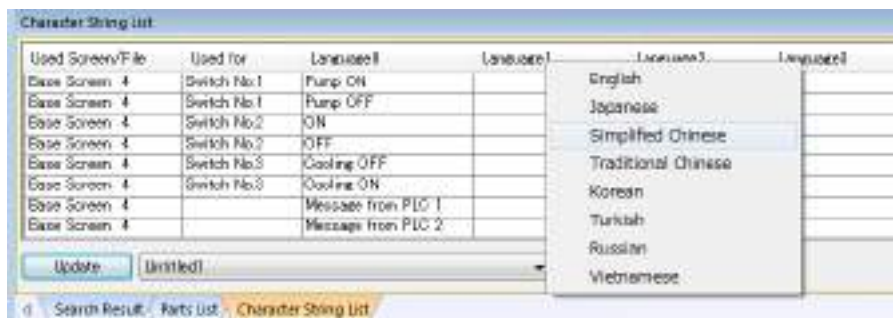 Character String List
Used Screen/File Used for Language1 Language1 Language2 Language3
Base Screen 4 Switch No.1 Pump ON
Base Screen 4 Switch No.1 Pump OFF
Base Screen 4 Switch No.2 ON
Base Screen 4 Switch No.2 OFF
Base Screen 4 Switch No.3 Cooling OFF
Base Screen 4 Switch No.3 Cooling ON
Base Screen 4 Message from PLC 1
Base Screen 4 Message from PLC 2
English
Japanese
Simplified Chinese
Traditional Chinese
Korean
Turkish
Russian
Vietnamese
Update Untitled1
Search Result Parts List Character String List